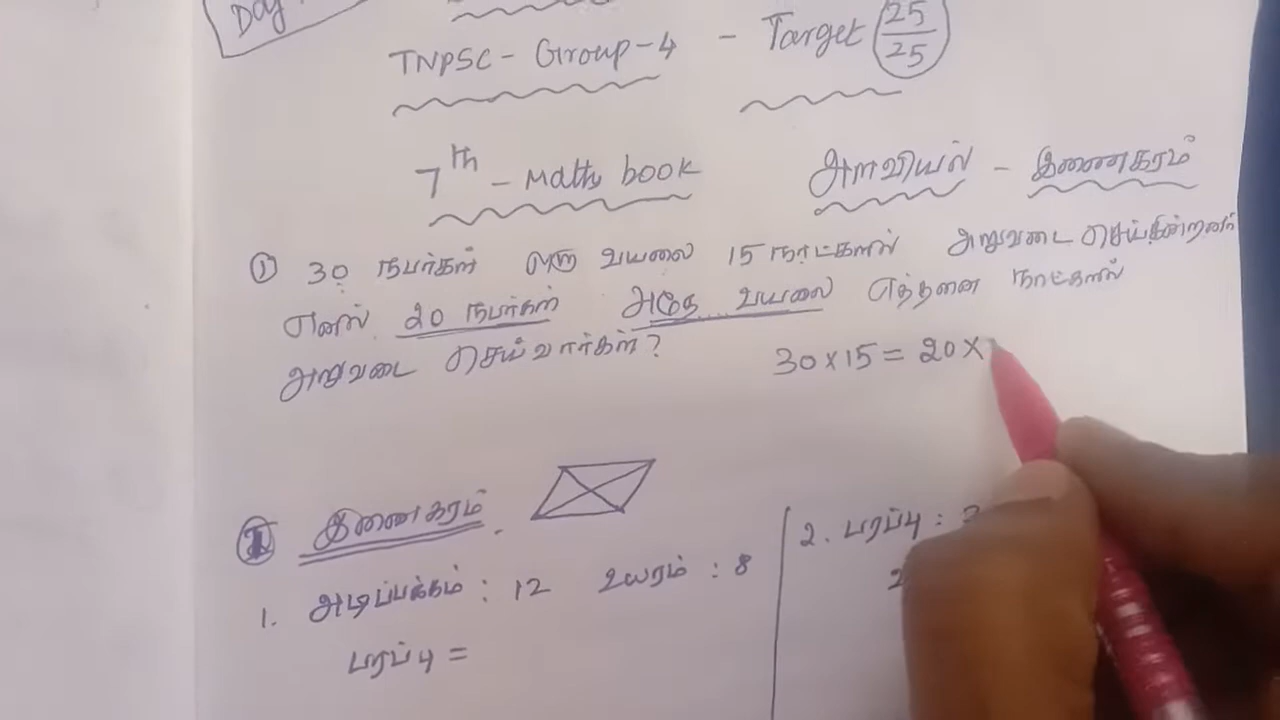 Day
TNPSC - Group-4 - Target 25/25
7th - Math book அளவியல் - இணைகரம்
① 30 நபர்கள் ஒரு வயலை 15 நாட்களில் அறுவடை செய்கின்றனர்
எனில் 20 நபர்கள் அதே வயலை எத்தனை நாட்களில்
அறுவடை செய்வார்கள்? 30 × 15 = 20 ×
II இணைகரம்.
1. அடிப்பக்கம் : 12 உயரம் : 8
பரப்பு =
2. பரப்பு :